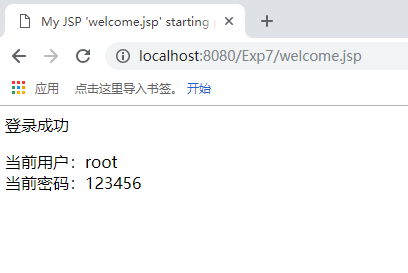 My JSP 'welcome.jsp' starting
localhost:8080/Exp7/welcome.jsp
应用 点击这里导入书签。 开始
登录成功
当前用户：root
当前密码：123456